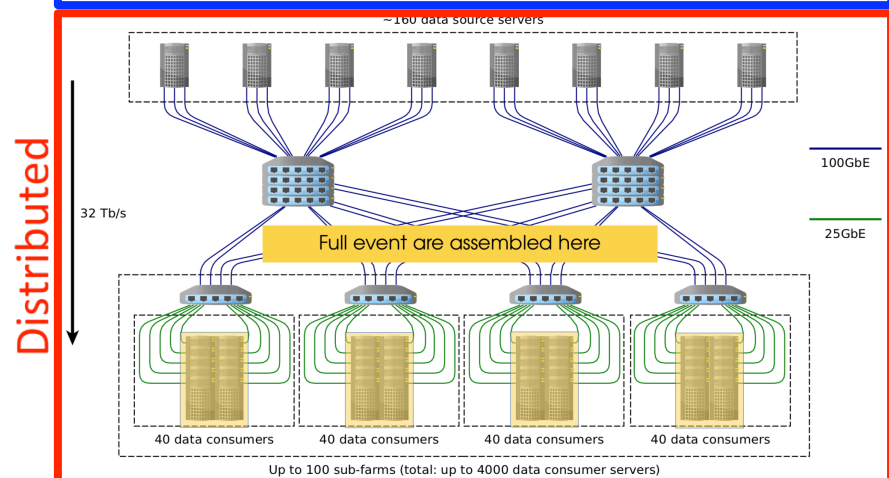 ~160 data source servers
Distributed
32 Tb/s
100GbE
25GbE
Full event are assembled here
40 data consumers
40 data consumers
40 data consumers
40 data consumers
Up to 100 sub-farms (total: up to 4000 data consumer servers)